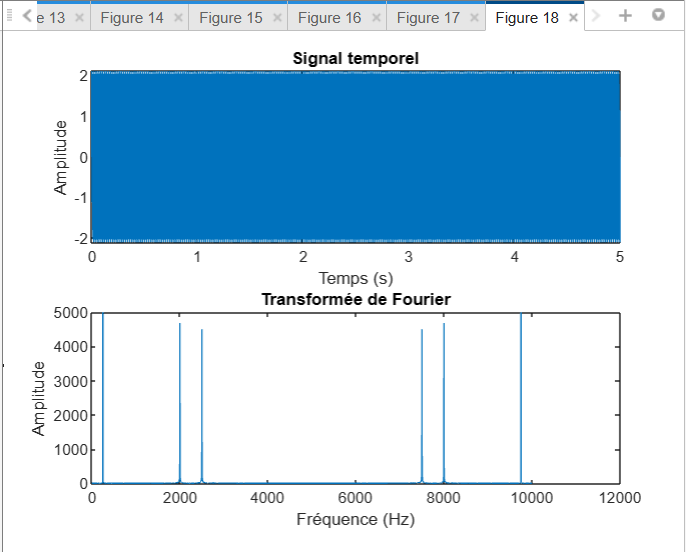 e 13 × Figure 14 × Figure 15 × Figure 16 × Figure 17 × Figure 18 ×
Signal temporel
2
1
0
-1
-2
Amplitude
0 1 2 3 4 5
Temps (s)
Transformée de Fourier
5000
4000
3000
2000
1000
0
Amplitude
0 2000 4000 6000 8000 10000 12000
Fréquence (Hz)